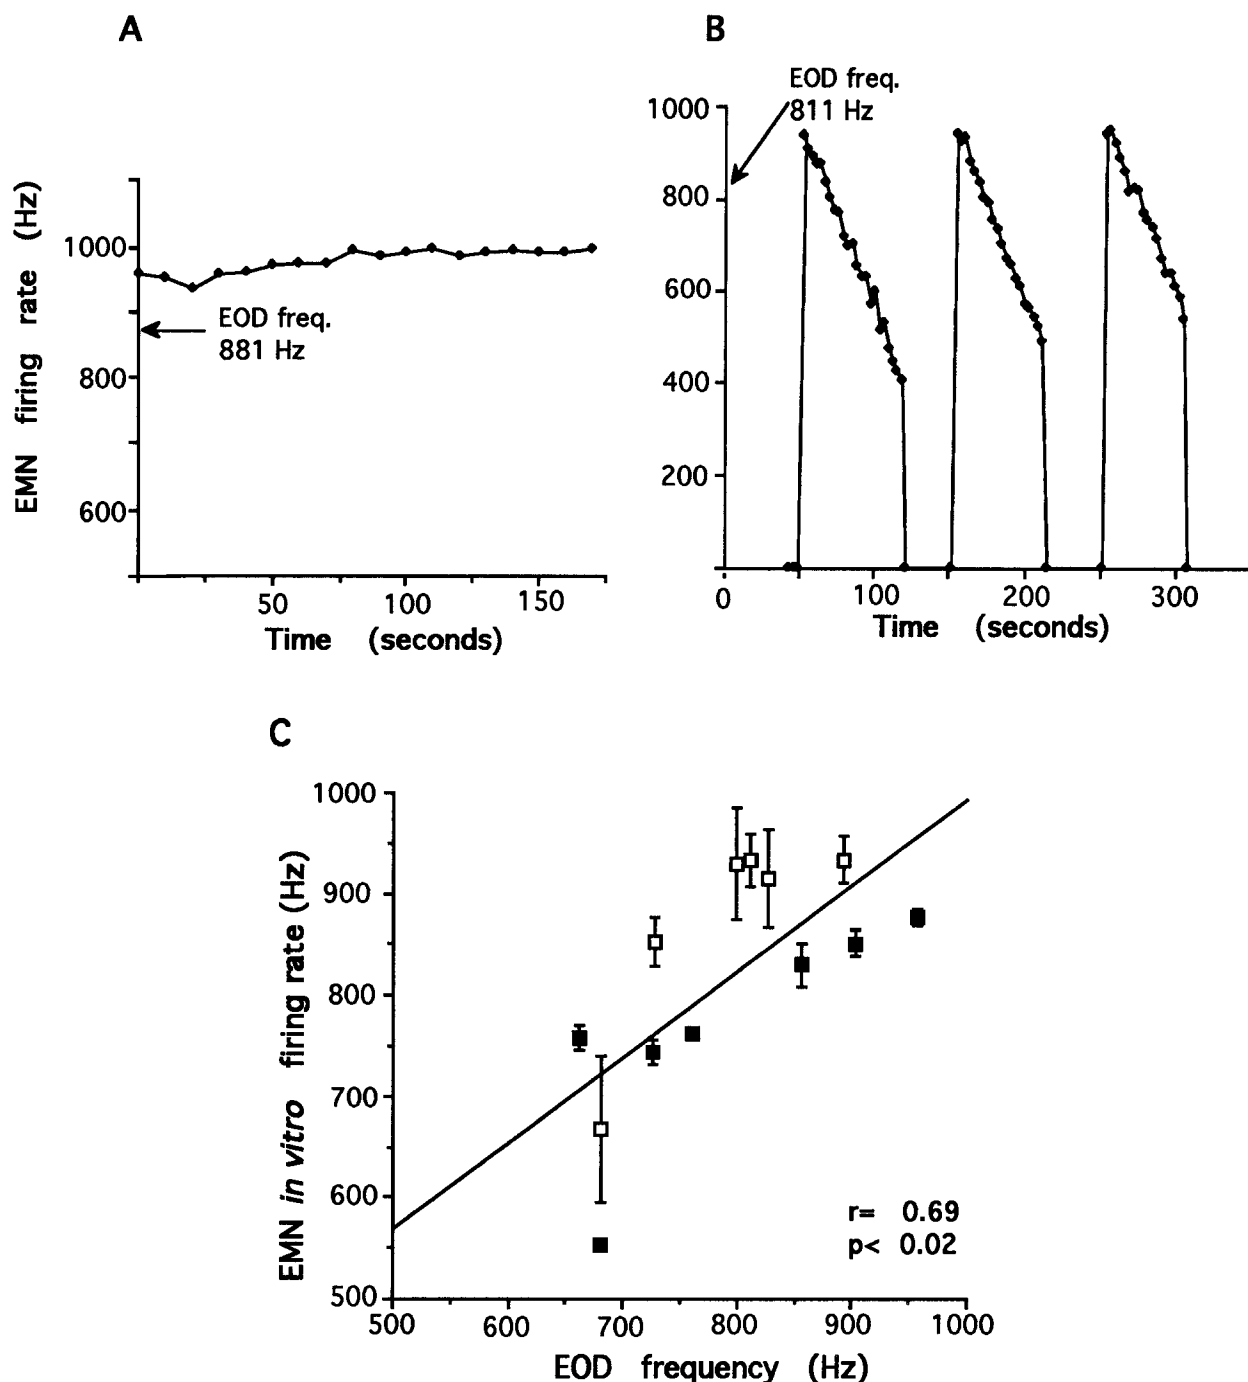 A
EMN firing rate (Hz)
1000
800
600
EOD freq.
881 Hz
50
100
150
Time (seconds)
B
EOD freq.
811 Hz
1000
800
600
400
200
0
100
200
300
Time (seconds)
C
EMN in vitro firing rate (Hz)
1000
900
800
700
600
500
r= 0.69
p< 0.02
500
600
700
800
900
1000
EOD frequency (Hz)